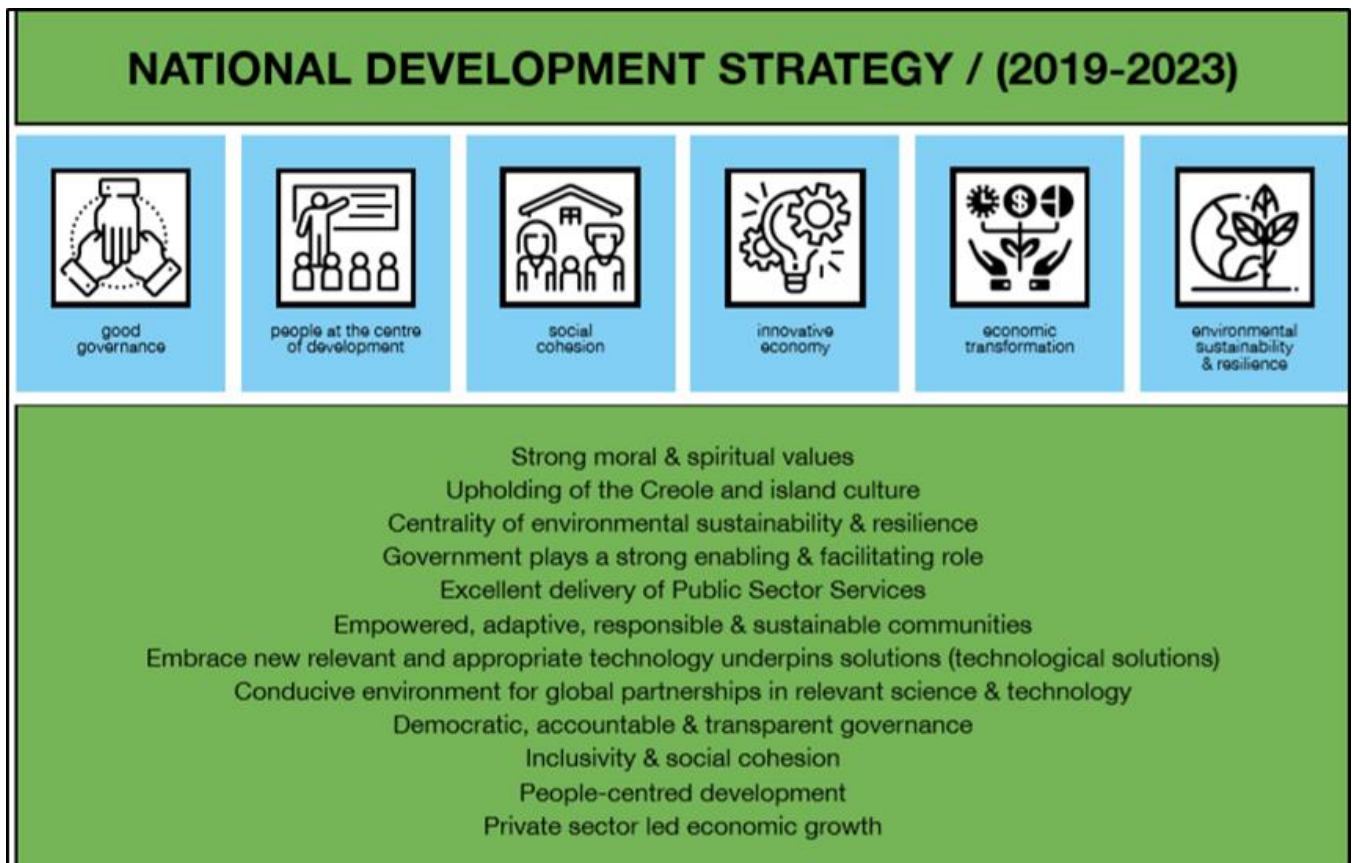 NATIONAL DEVELOPMENT STRATEGY / (2019-2023)
good
governance
people at the centre
of development
social
cohesion
innovative
economy
economic
transformation
environmental
sustainability
& resilience
Strong moral & spiritual values
Upholding of the Creole and island culture
Centrality of environmental sustainability & resilience
Government plays a strong enabling & facilitating role
Excellent delivery of Public Sector Services
Empowered, adaptive, responsible & sustainable communities
Embrace new relevant and appropriate technology underpins solutions (technological solutions)
Conducive environment for global partnerships in relevant science & technology
Democratic, accountable & transparent governance
Inclusivity & social cohesion
People-centred development
Private sector led economic growth